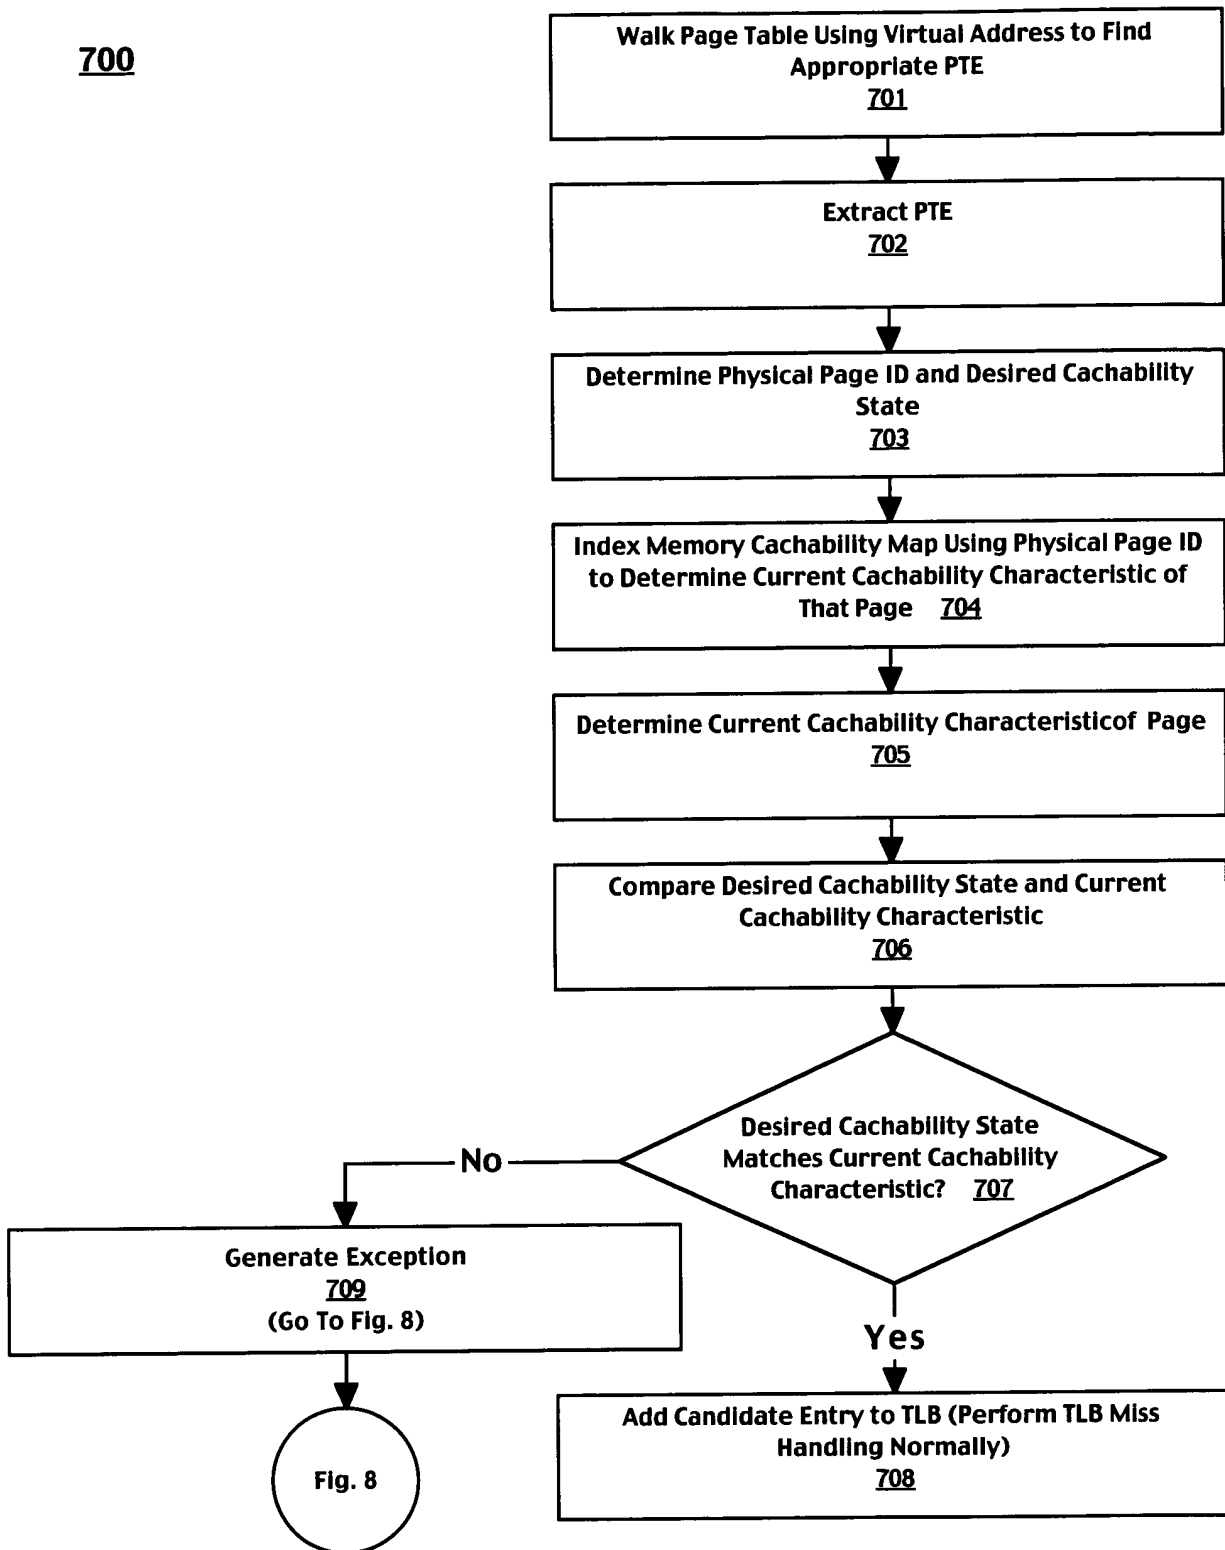 700
Walk Page Table Using Virtual Address to Find
Appropriate PTE
701
Extract PTE
702
Determine Physical Page ID and Desired Cachability
State
703
Index Memory Cachability Map Using Physical Page ID
to Determine Current Cachability Characteristic of
That Page 704
Determine Current Cachability Characteristicof Page
705
Compare Desired Cachability State and Current
Cachability Characteristic
706
Desired Cachability State
Matches Current Cachability
Characteristic? 707
No
Generate Exception
709
(Go To Fig. 8)
Fig. 8
Yes
Add Candidate Entry to TLB (Perform TLB Miss
Handling Normally)
708